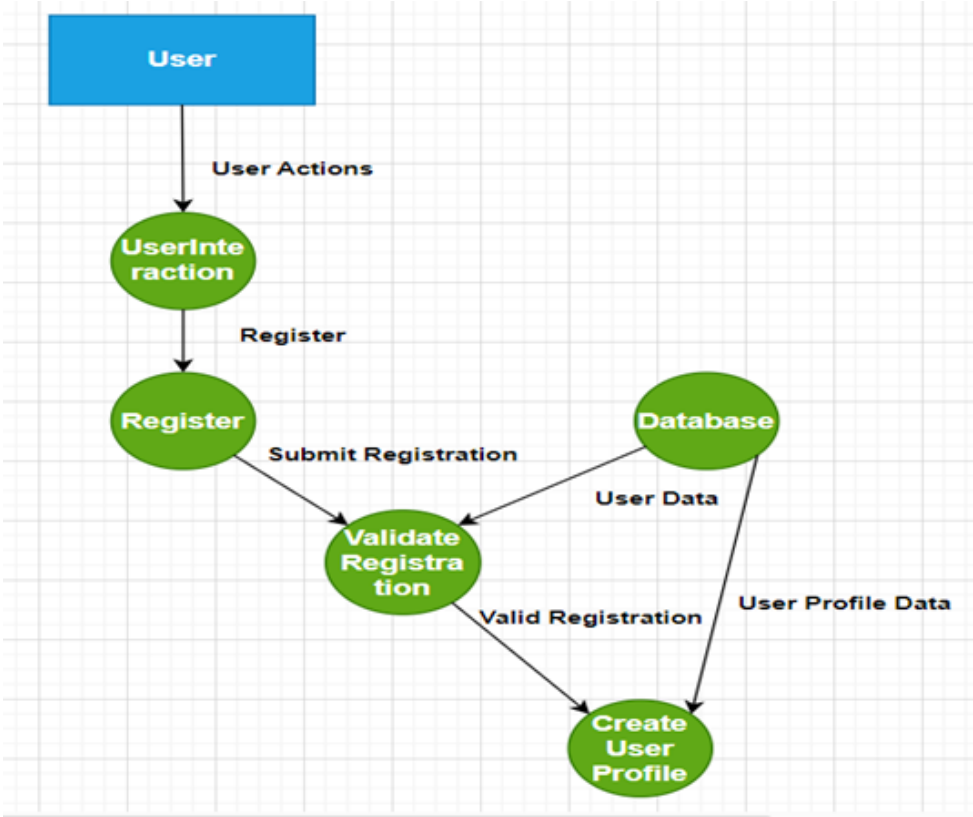 User
User Actions
UserInte
raction
Register
Register
Database
Submit Registration
User Data
Validate
Registra
tion
User Profile Data
Valid Registration
Create
User
Profile